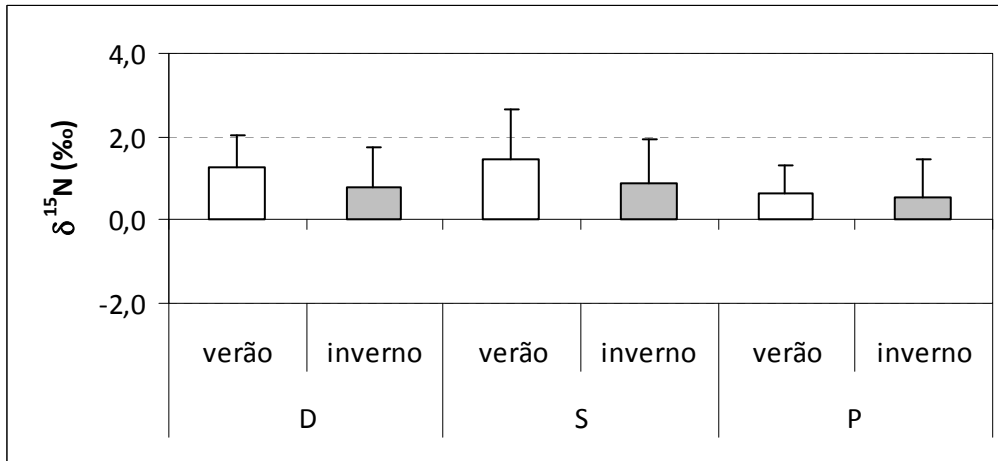 4,0
2,0
0,0
-2,0
δ¹⁵N (‰)
verão inverno verão inverno verão inverno
D S P